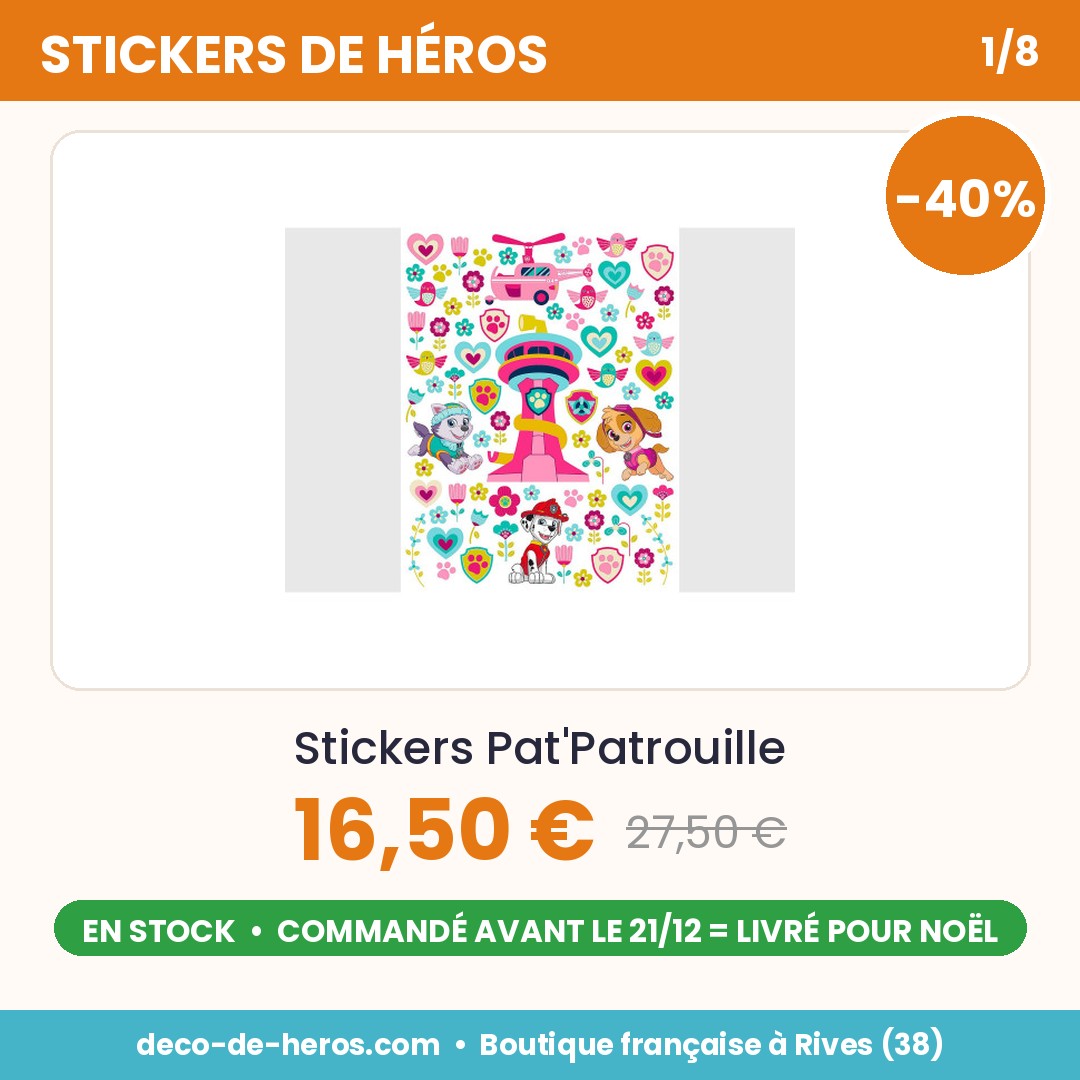 STICKERS DE HÉROS
1/8
-40%
Stickers Pat'Patrouille
16,50 € 27,50 €
EN STOCK • COMMANDÉ AVANT LE 21/12 = LIVRÉ POUR NOËL
deco-de-heros.com • Boutique française à Rives (38)